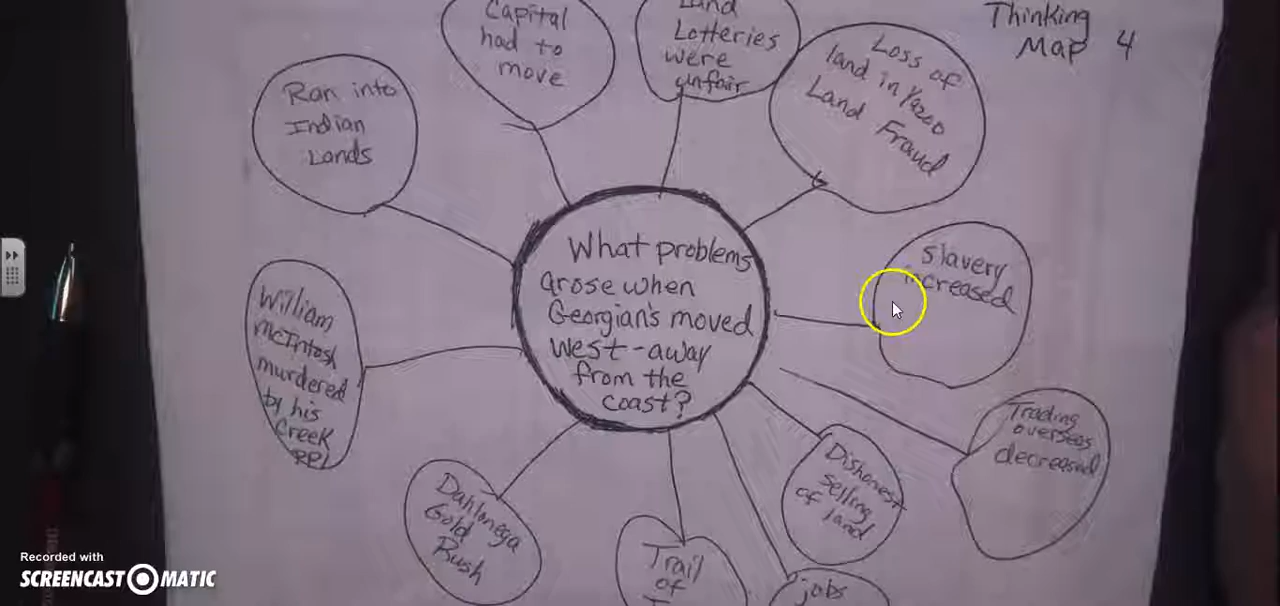 Thinking
Map 4
Capital
had to
move
Land
Lotteries
were
unfair
Loss of
land in Yazoo
Land Fraud
Ran into
Indian
Lands
slavery
increased
What problems
arose when
Georgian's moved
west-away
from the
coast?
William
McIntosh
murdered
by his
Creek
Trading
overseas
decreased
Dishonest
selling
of land
Dahlonega
Gold
Rush
Trail
of
jobs
Recorded with
SCREENCAST-O-MATIC